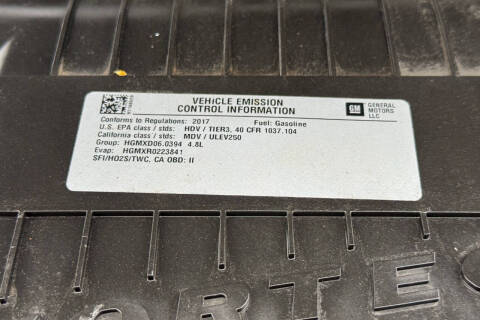 VEHICLE EMISSION
CONTROL INFORMATION
GM
GENERAL
MOTORS
LLC
Conforms to Regulations: 2017 Fuel: Gasoline
U.S. EPA class / stds: HDV / TIER3, 40 CFR 1037.104
California class / stds: MDV / ULEV250
Group: HGMXD06.0394 4.8L
Evap: HGMXR0223841
SFI/HO2S/TWC, CA OBD: II
ORTEC